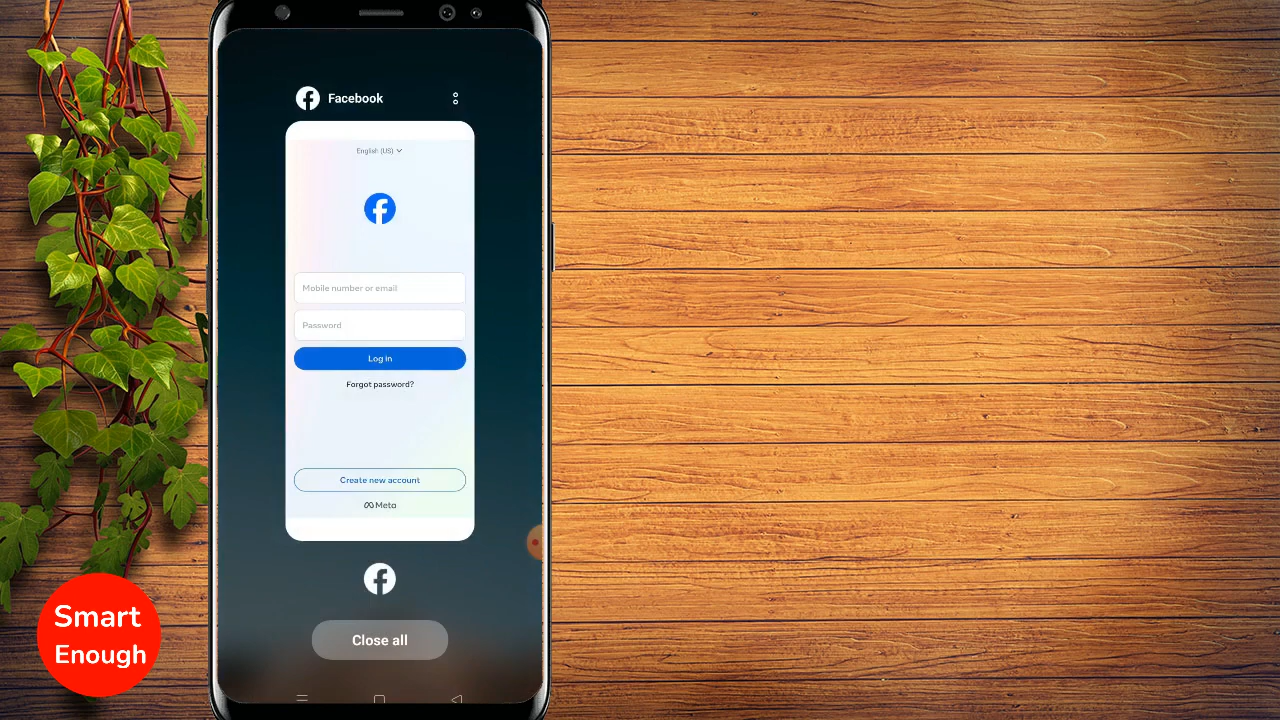 Facebook
English (US)
Mobile number or email
Password
Log in
Forgot password?
Create new account
Meta
Close all
Smart
Enough